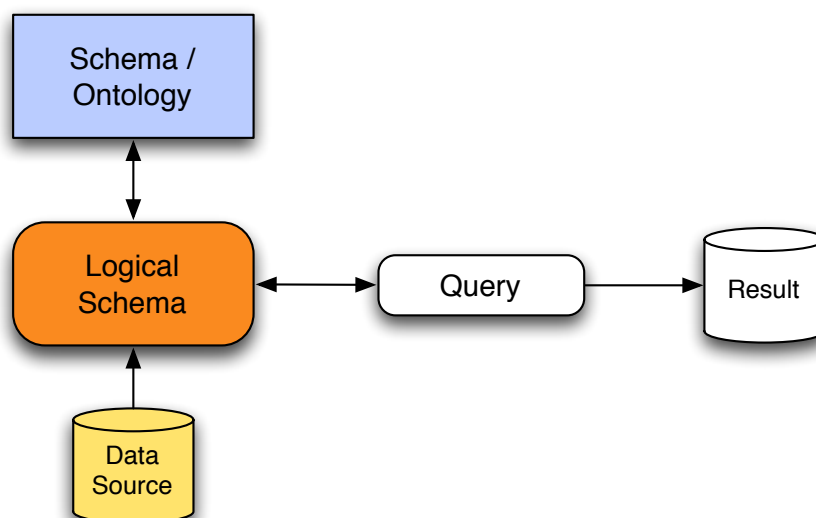 Schema /
Ontology
Logical
Schema
Query
Result
Data
Source